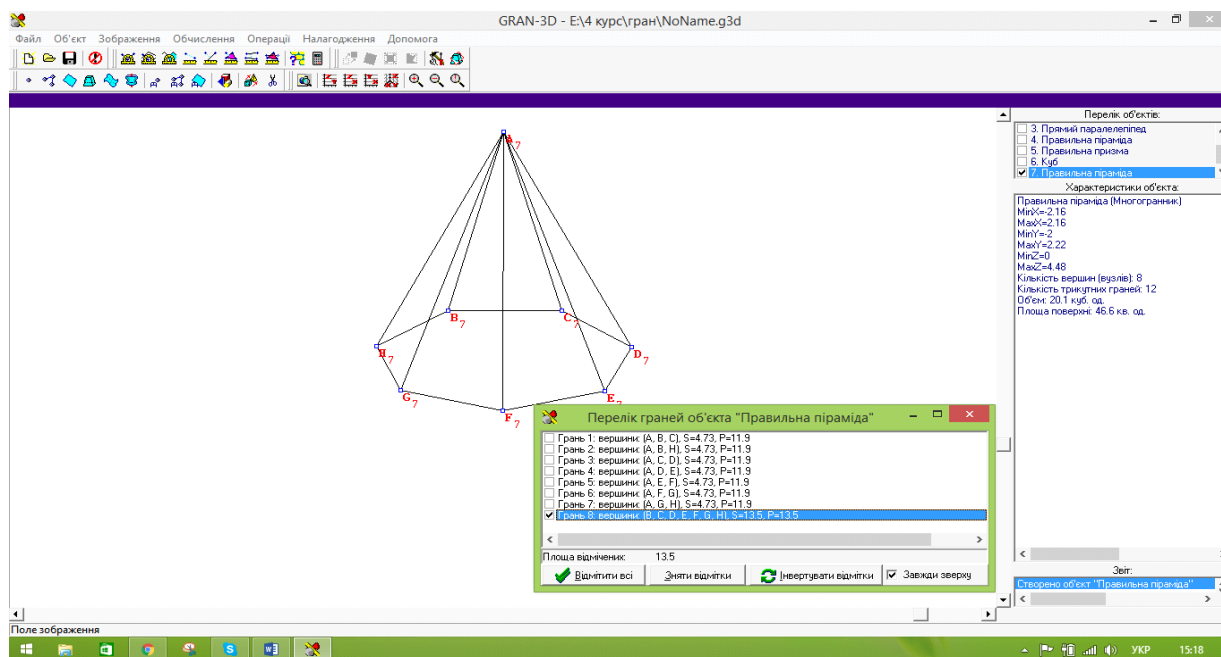 GRAN-3D - E:\4 курс\гран\NoName.g3d
Файл Об'єкт Зображення Обчислення Операції Налагодження Допомога
Перелік об'єктів:
3. Прямий паралелепіпед
4. Правильна піраміда
5. Правильна призма
6. Куб
7. Правильна піраміда
Характеристики об'єкта:
Правильна піраміда (Многогранник)
MinX=-2.16
MaxX=2.16
MinY=-2
MaxY=2.22
MinZ=0
MaxZ=4.48
Кількість вершин (вузлів): 8
Кількість трикутних граней: 12
Об'єм: 20.1 куб. од.
Площа поверхні: 46.6 кв. од.
A7
B7
C7
H7
D7
G7
E7
F7
Перелік граней об'єкта "Правильна піраміда"
Грань 1: вершини: (A, B, C), S=4.73, P=11.9
Грань 2: вершини: (A, B, H), S=4.73, P=11.9
Грань 3: вершини: (A, C, D), S=4.73, P=11.9
Грань 4: вершини: (A, D, E), S=4.73, P=11.9
Грань 5: вершини: (A, E, F), S=4.73, P=11.9
Грань 6: вершини: (A, F, G), S=4.73, P=11.9
Грань 7: вершини: (A, G, H), S=4.73, P=11.9
Грань 8: вершини: (B, C, D, E, F, G, H), S=13.5, P=13.5
Площа відмічених: 13.5
Відмітити всі Зняти відмітки Інвертувати відмітки Завжди зверху
Звіт:
Створено об'єкт "Правильна піраміда"
Поле зображення
УКР 15:18